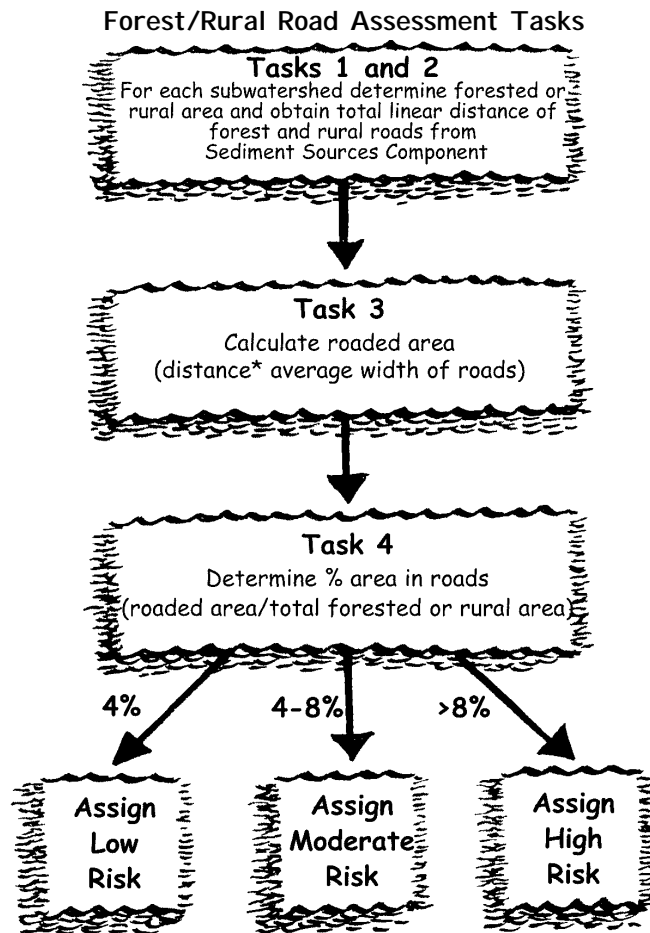 Forest/Rural Road Assessment Tasks
Tasks 1 and 2
For each subwatershed determine forested or
rural area and obtain total linear distance of
forest and rural roads from
Sediment Sources Component
Task 3
Calculate roaded area
(distance* average width of roads)
Task 4
Determine % area in roads
(roaded area/total forested or rural area)
4%
4-8%
>8%
Assign
Low
Risk
Assign
Moderate
Risk
Assign
High
Risk